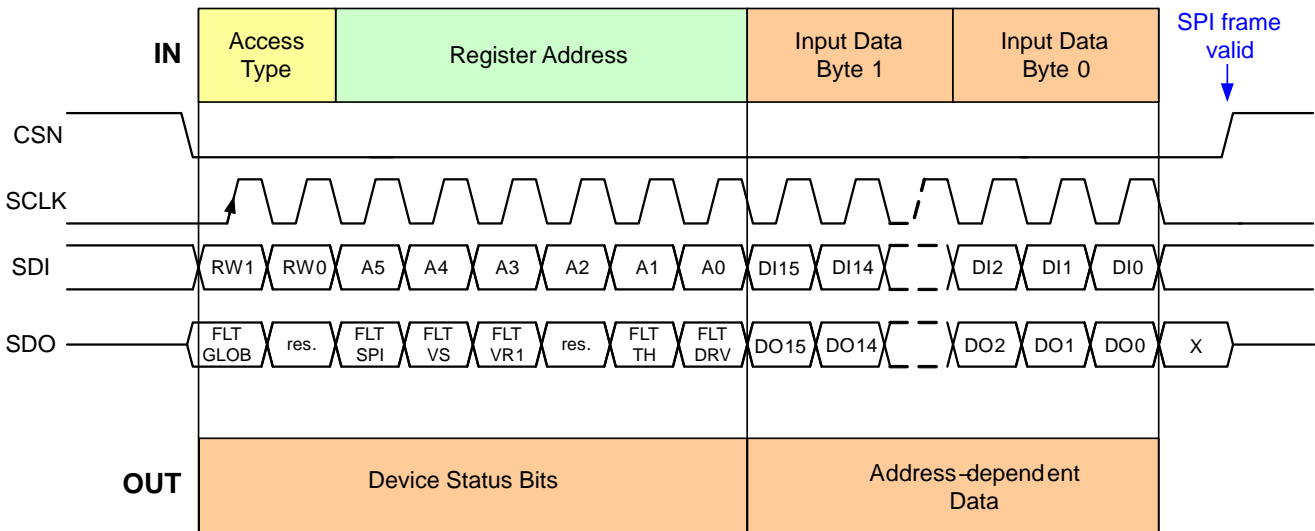 SPI frame
valid
IN
Access
Type
Register Address
Input Data
Byte 1
Input Data
Byte 0
CSN
SCLK
SDI
RW1 RW0 A5 A4 A3 A2 A1 A0 DI15 DI14 DI2 DI1 DI0
SDO
FLT
GLOB
res.
FLT
SPI
FLT
VS
FLT
VR1
res.
FLT
TH
FLT
DRV
DO15 DO14 DO2 DO1 DO0 X
OUT
Device Status Bits
Address-dependent
Data